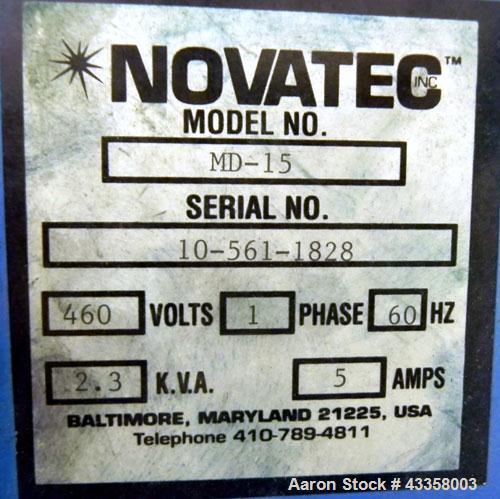 NOVATEC INC ™
MODEL NO.
MD-15
SERIAL NO.
10-561-1828
460 VOLTS 1 PHASE 60 HZ
2.3 K.V.A. 5 AMPS
BALTIMORE, MARYLAND 21225, USA
Telephone 410-789-4811
Aaron Stock # 43358003